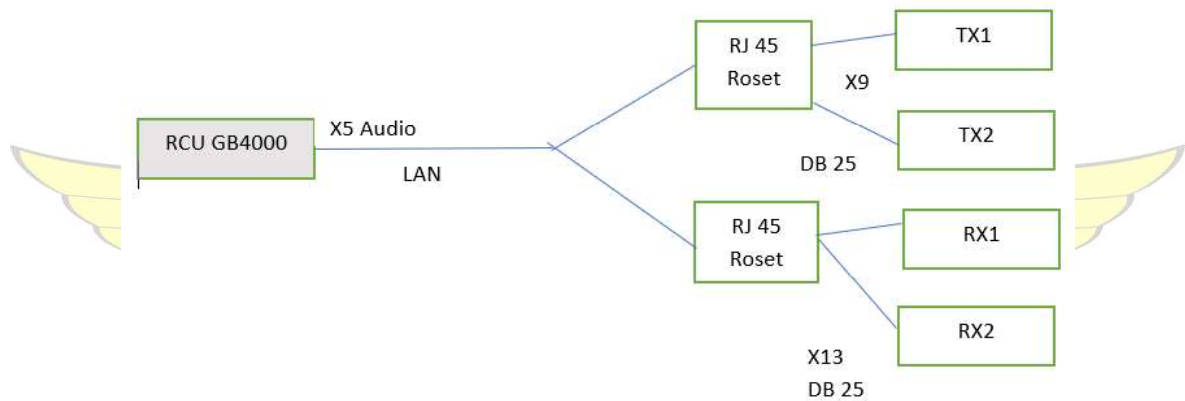 RCU GB4000
X5 Audio
LAN
RJ 45
Roset
X9
DB 25
TX1
TX2
RJ 45
Roset
X13
DB 25
RX1
RX2